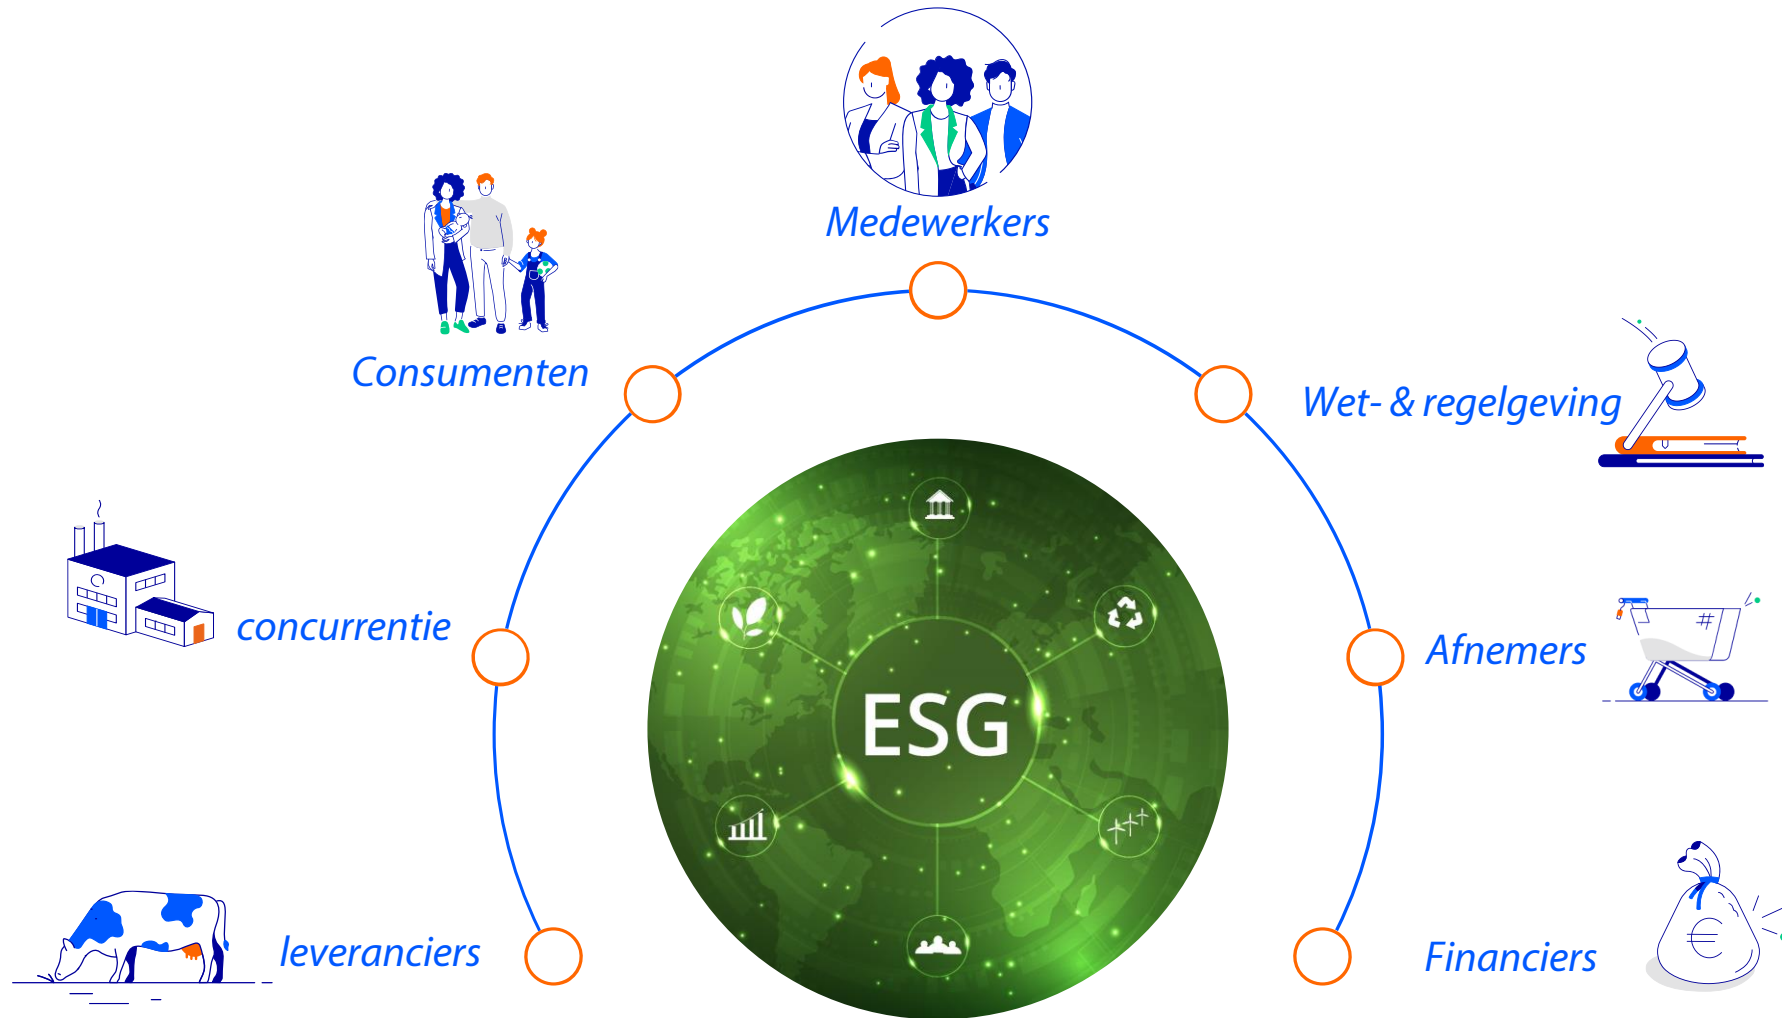 Medewerkers
Consumenten
Wet- & regelgeving
concurrentie
Afnemers
ESG
leveranciers
Financiers